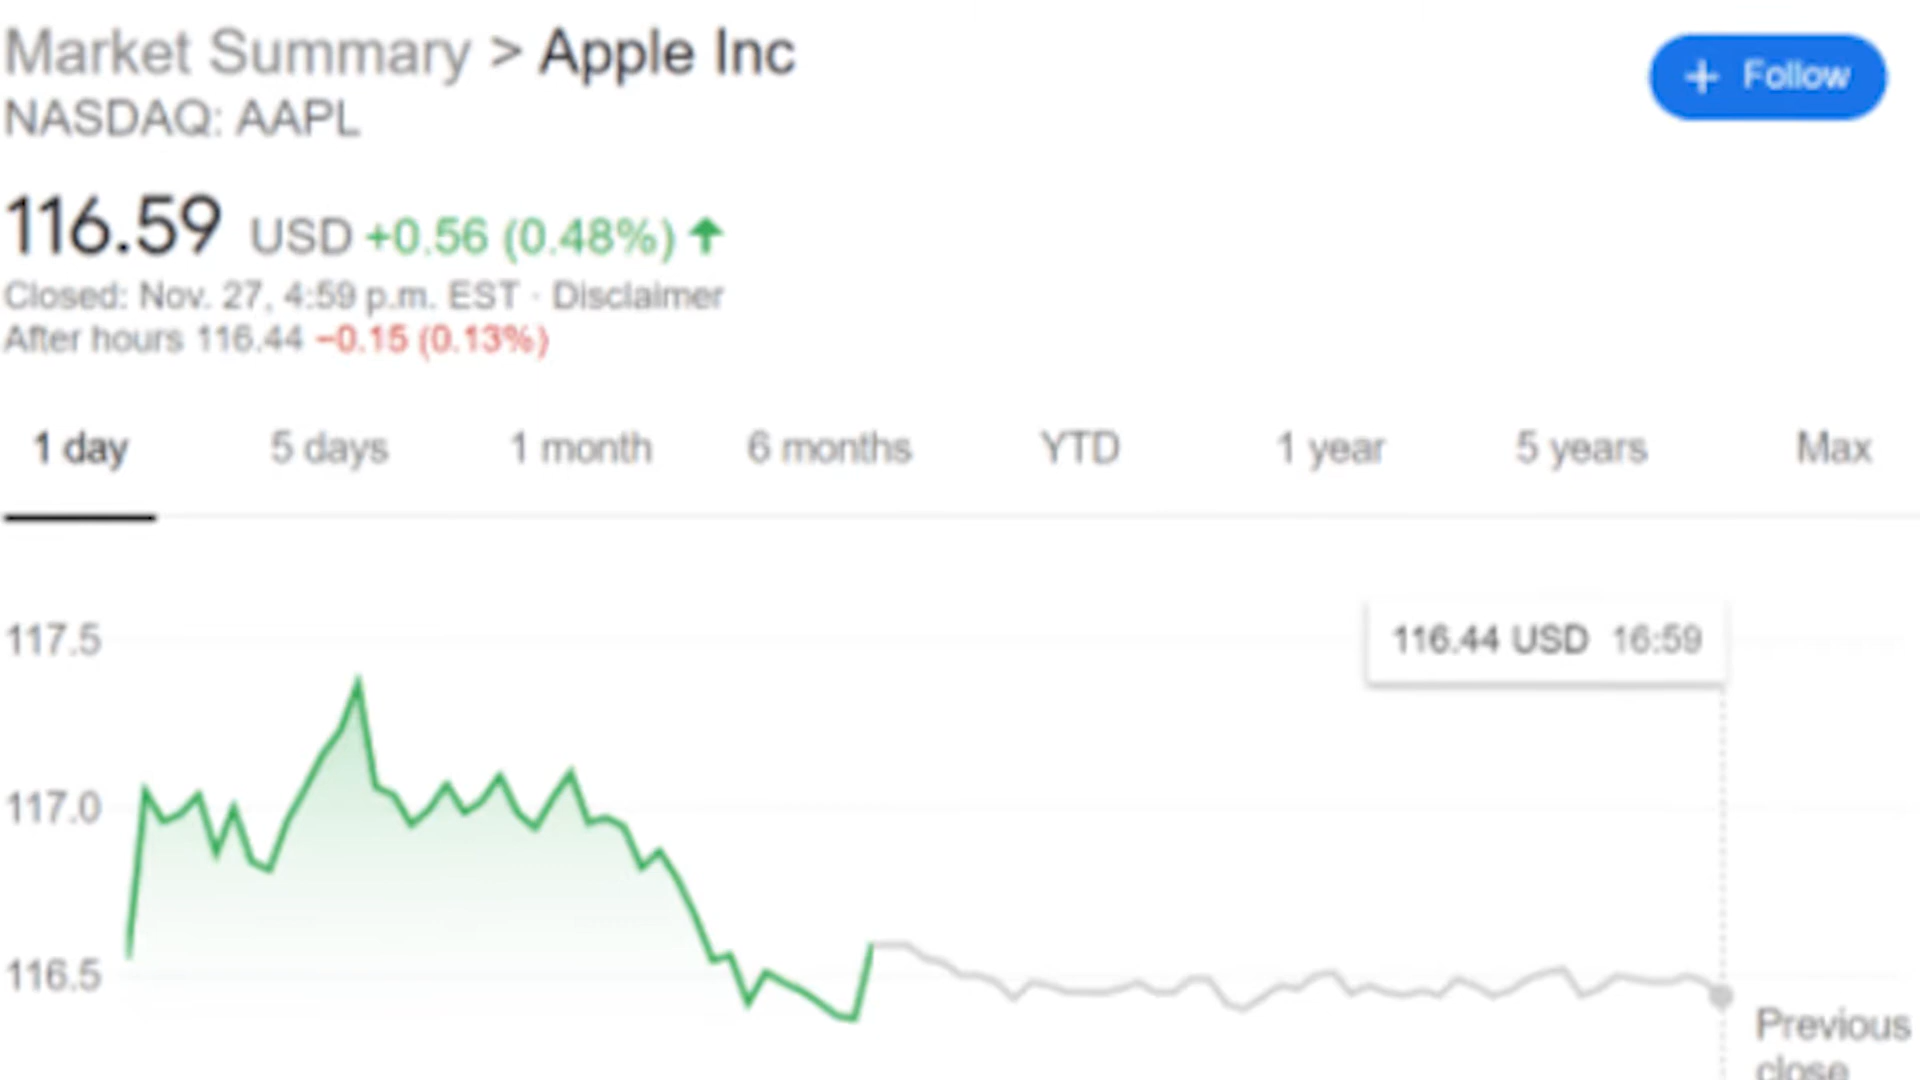 Market Summary > Apple Inc
+ Follow
NASDAQ: AAPL
116.59 USD +0.56 (0.48%)
Closed: Nov. 27, 4:59 p.m. EST · Disclaimer
After hours 116.44 −0.15 (0.13%)
1 day 5 days 1 month 6 months YTD 1 year 5 years Max
117.5
116.44 USD 16:59
117.0
116.5
Previous
close